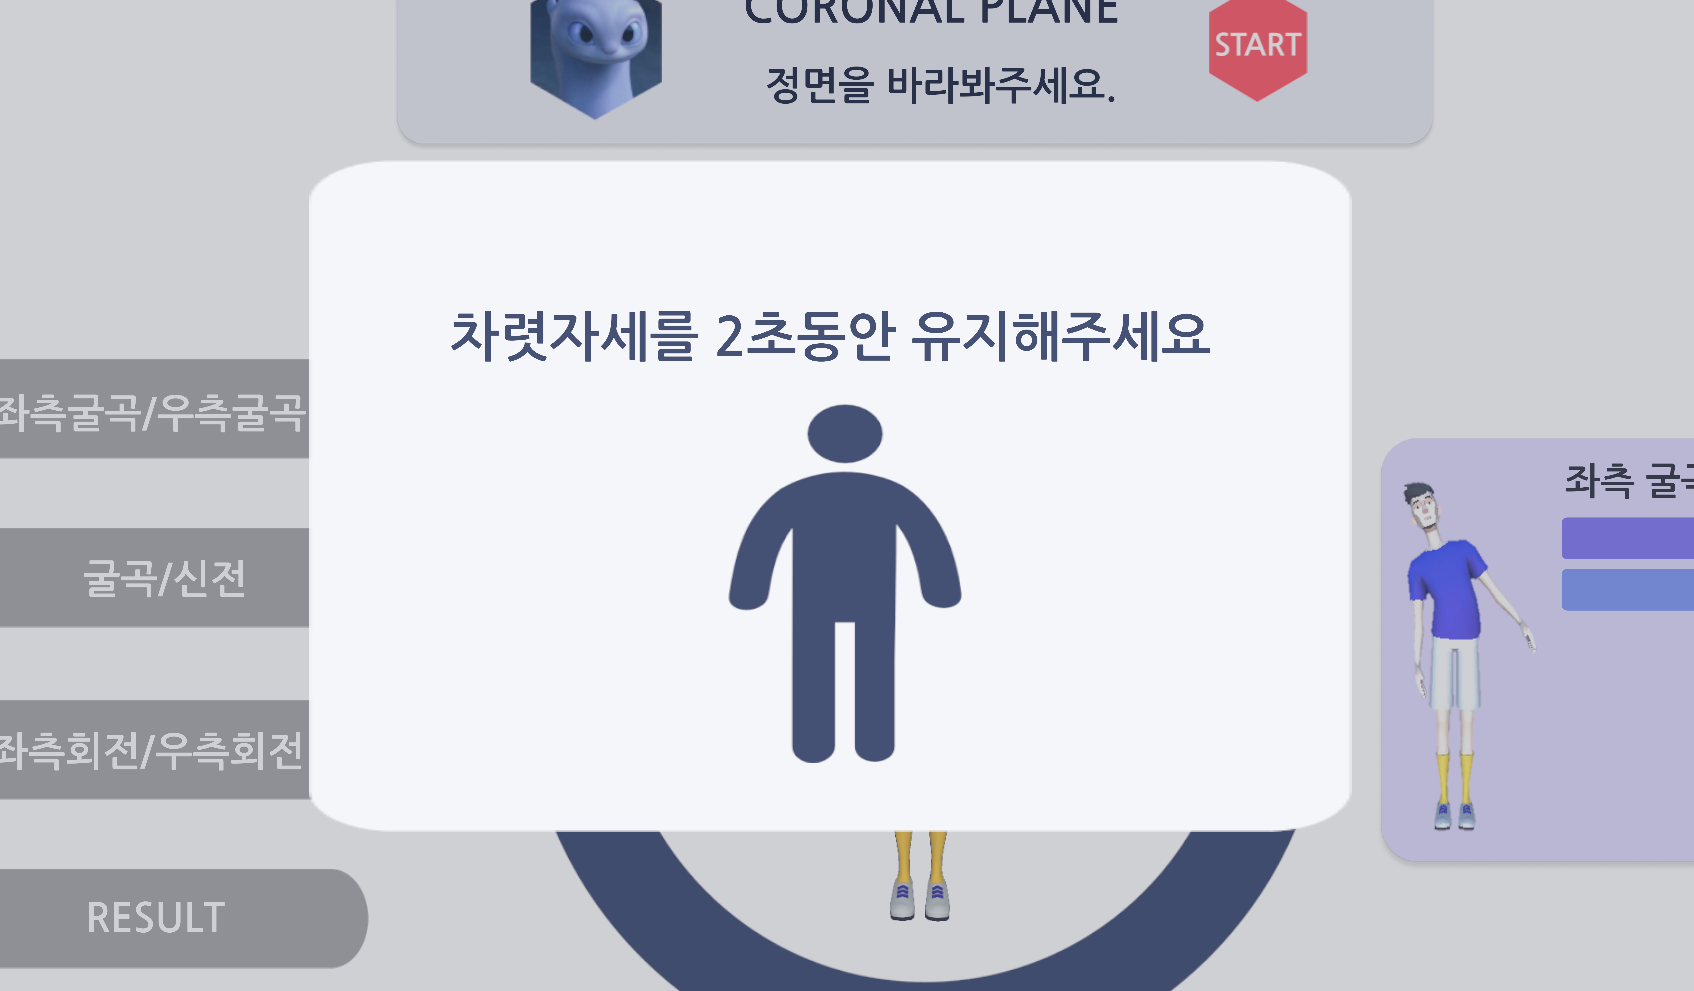 CORONAL PLANE
정면을 바라봐주세요.
START
차렷자세를 2초동안 유지해주세요
좌측굴곡/우측굴곡
굴곡/신전
좌측회전/우측회전
RESULT
좌측